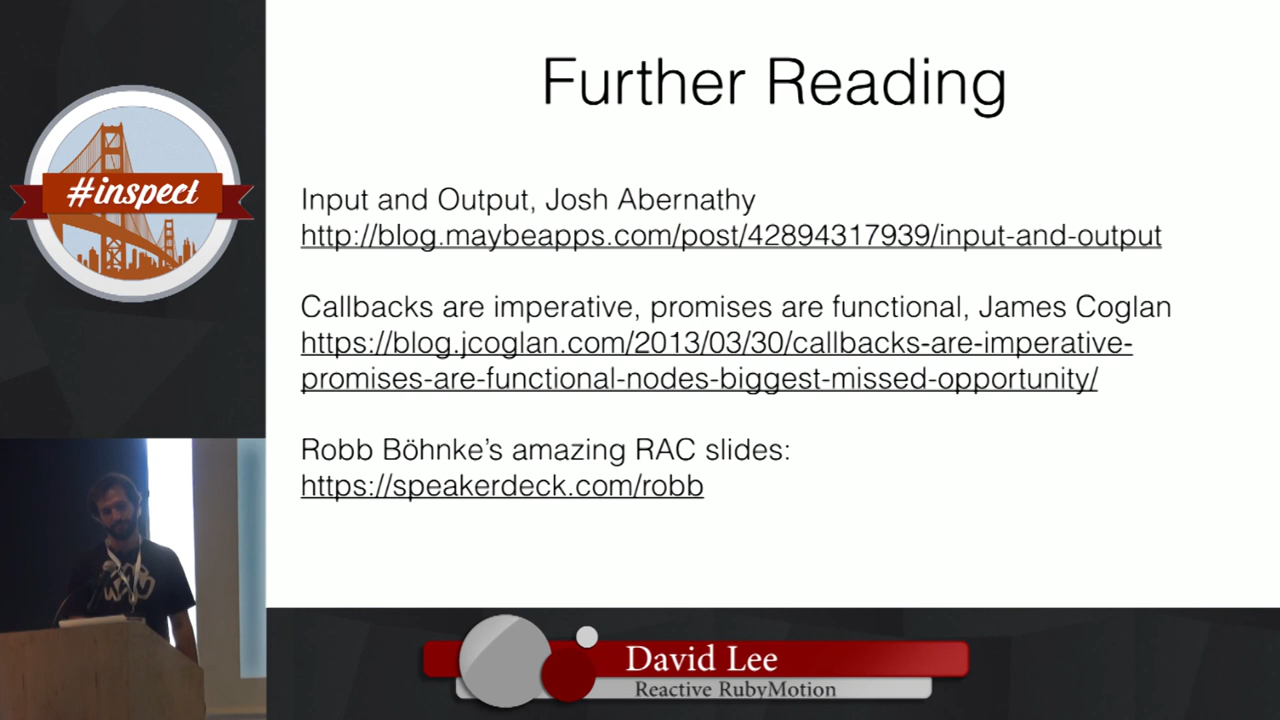 Further Reading
#inspect
Input and Output, Josh Abernathy
http://blog.maybeapps.com/post/42894317939/input-and-output
Callbacks are imperative, promises are functional, James Coglan
https://blog.jcoglan.com/2013/03/30/callbacks-are-imperative-
promises-are-functional-nodes-biggest-missed-opportunity/
Robb Böhnke’s amazing RAC slides:
https://speakerdeck.com/robb
David Lee
Reactive RubyMotion